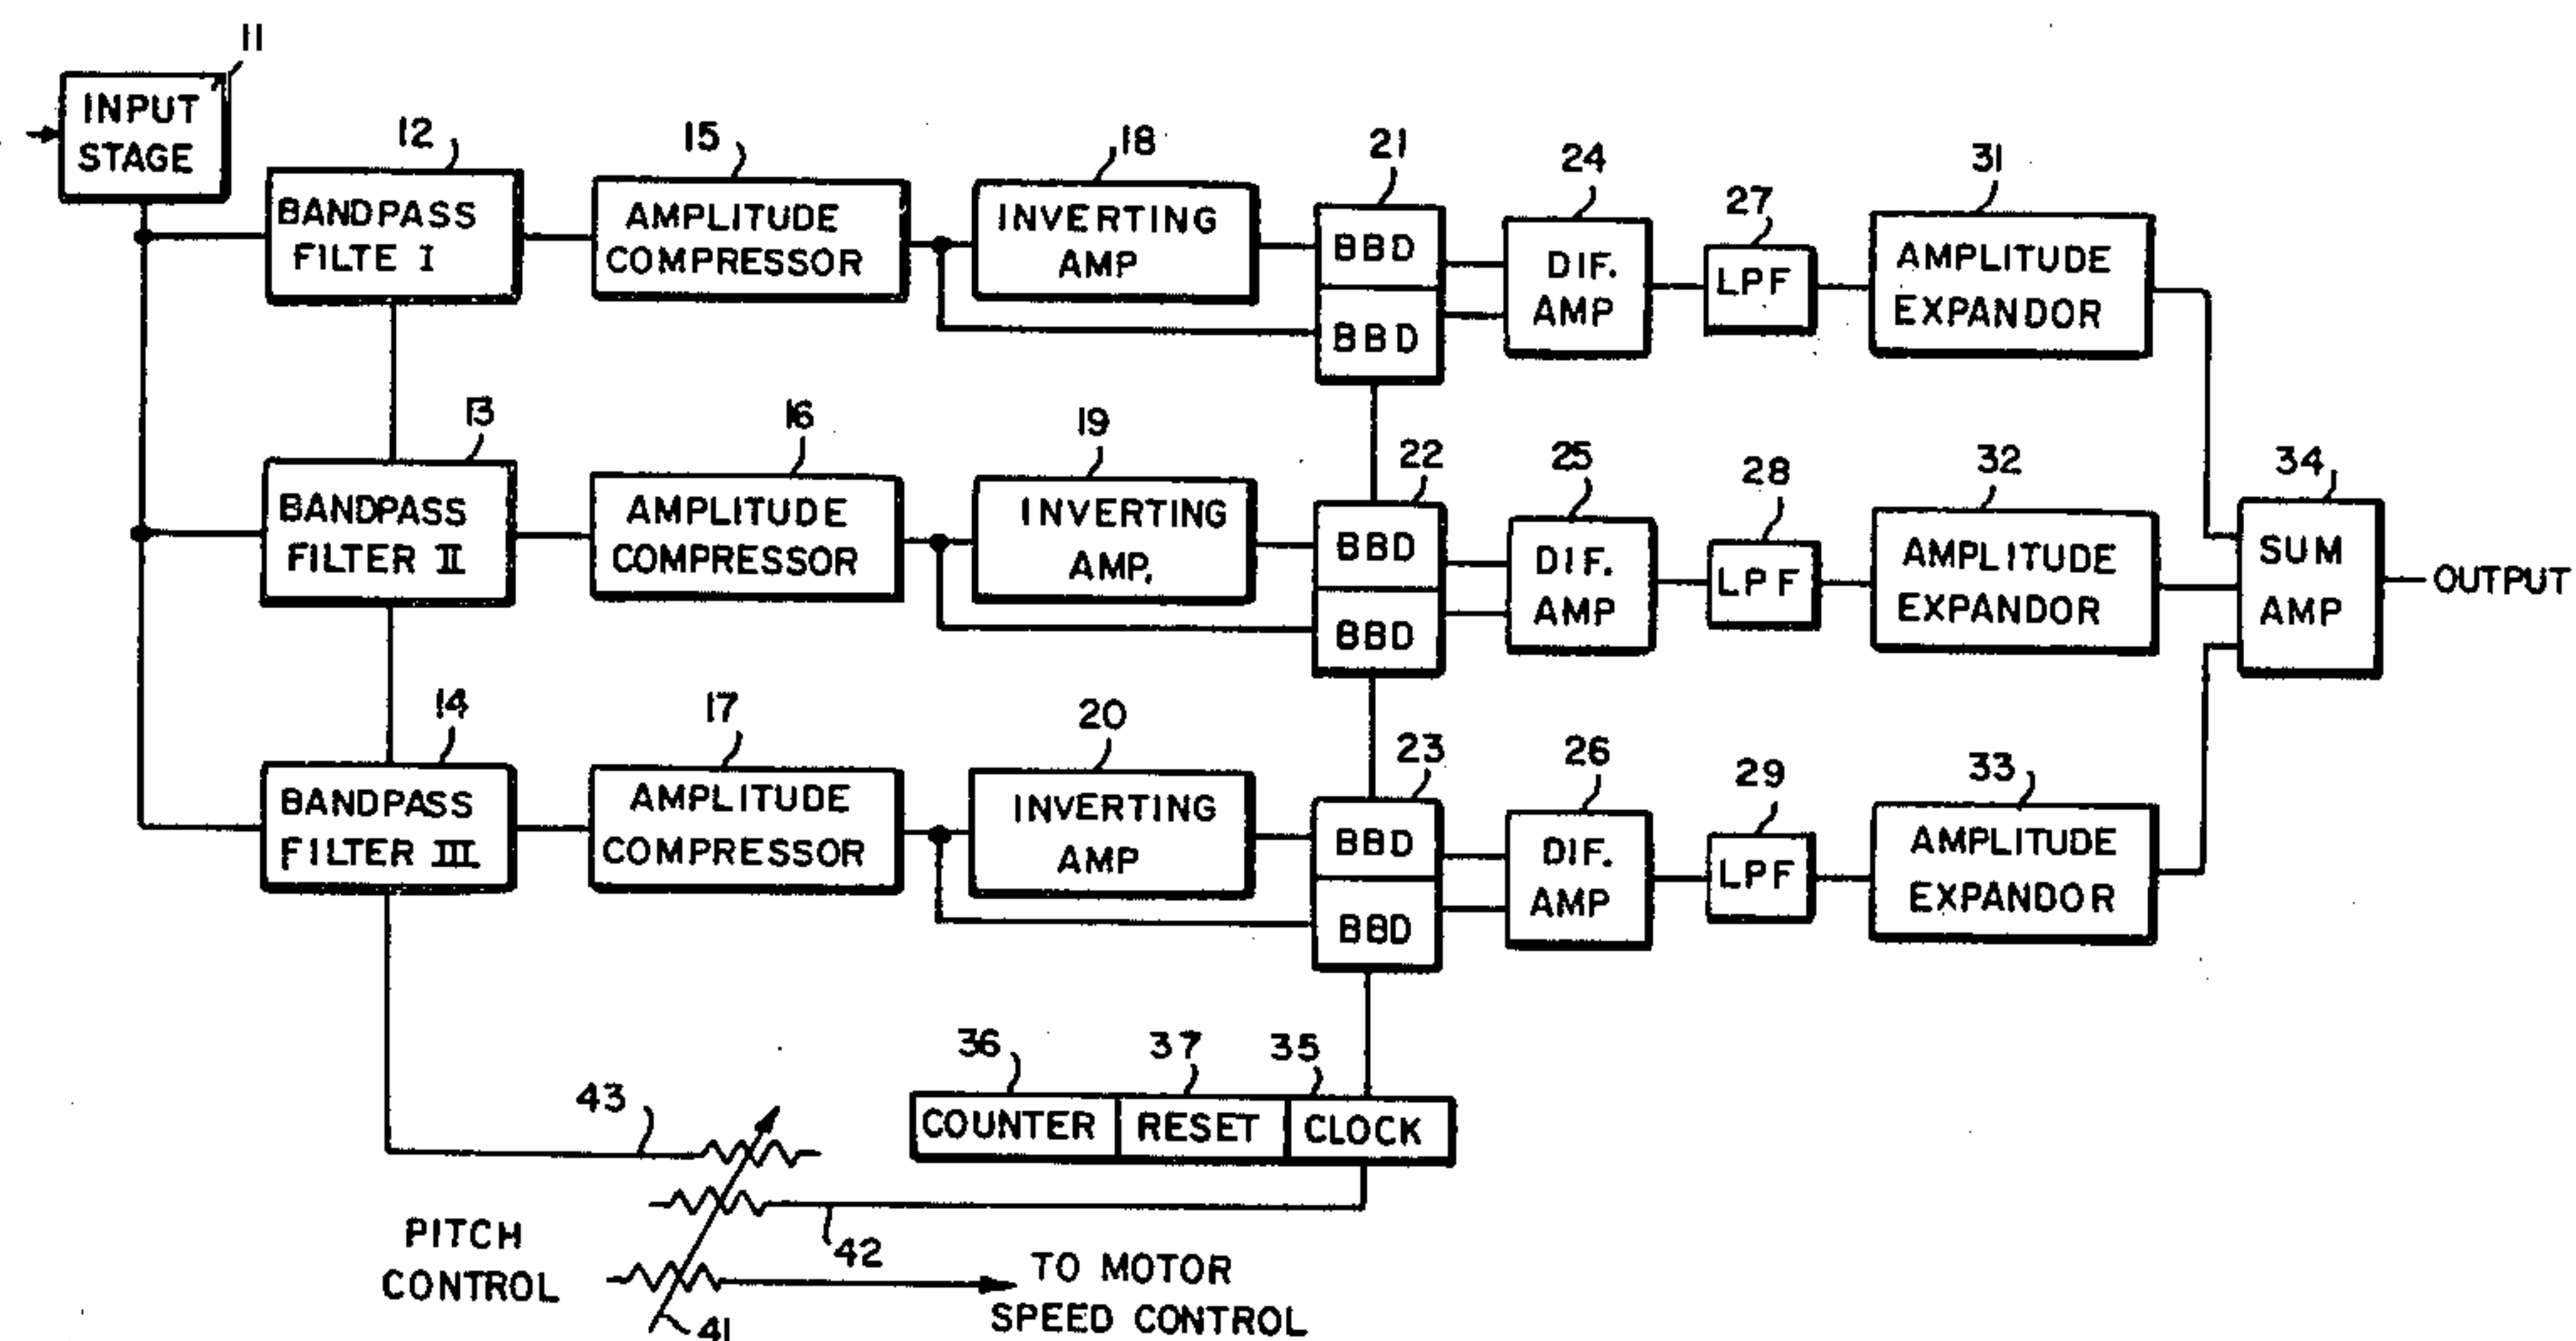 11
INPUT
STAGE
12
15
18
21
24
27
31
BANDPASS
FILTE I
AMPLITUDE
COMPRESSOR
INVERTING
AMP
BBD
BBD
DIF.
AMP
LPF
AMPLITUDE
EXPANDOR
13
16
19
22
25
28
32
34
BANDPASS
FILTER II
AMPLITUDE
COMPRESSOR
INVERTING
AMP.
BBD
BBD
DIF.
AMP
LPF
AMPLITUDE
EXPANDOR
SUM
AMP
OUTPUT
14
17
20
23
26
29
33
BANDPASS
FILTER III
AMPLITUDE
COMPRESSOR
INVERTING
AMP
BBD
BBD
DIF.
AMP
LPF
AMPLITUDE
EXPANDOR
36
37
35
COUNTER
RESET
CLOCK
43
42
PITCH
CONTROL
41
TO MOTOR
SPEED CONTROL